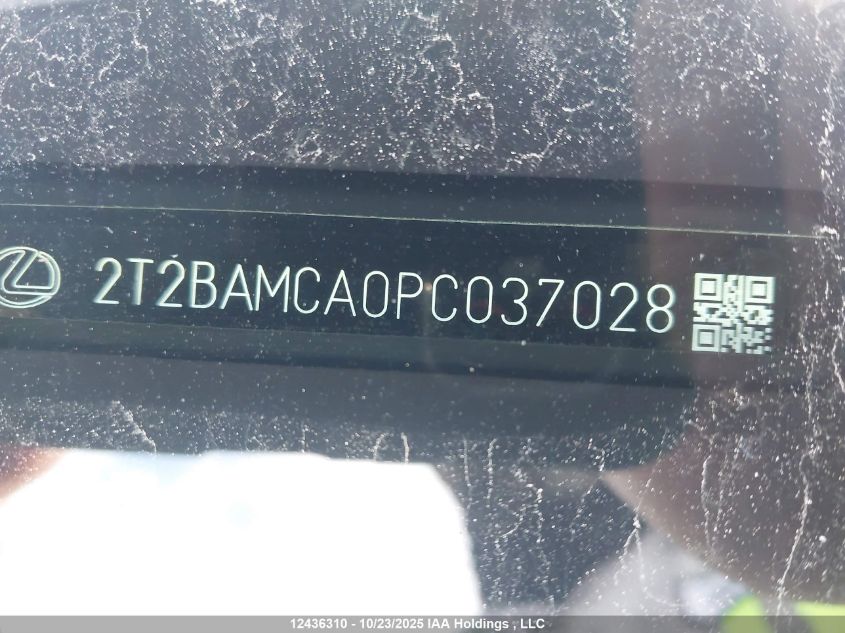 2T2BAMCA0PC037028
12436310 - 10/23/2025 IAA Holdings , LLC